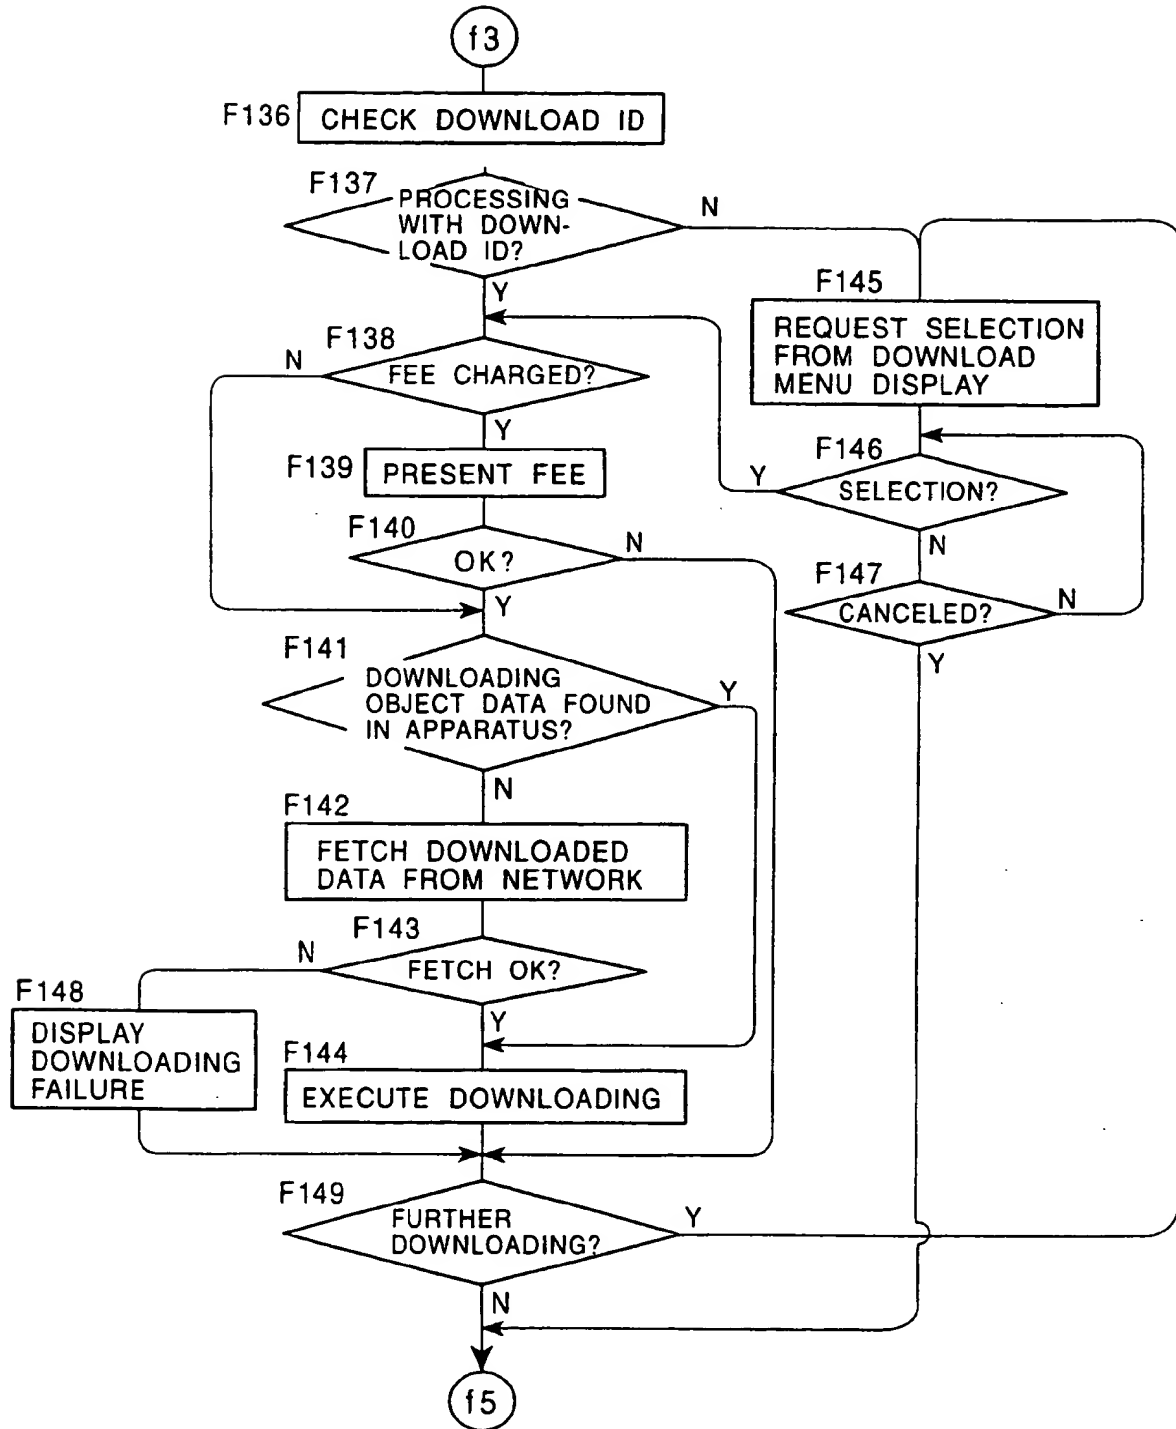 f3
F136
CHECK DOWNLOAD ID
F137
PROCESSING
WITH DOWN-
LOAD ID?
N
Y
F145
REQUEST SELECTION
FROM DOWNLOAD
MENU DISPLAY
F138
N
FEE CHARGED?
Y
F139
PRESENT FEE
F146
Y
SELECTION?
N
F140
OK?
N
Y
F147
CANCELED?
N
Y
F141
DOWNLOADING
OBJECT DATA FOUND
IN APPARATUS?
Y
N
F142
FETCH DOWNLOADED
DATA FROM NETWORK
F143
N
FETCH OK?
Y
F148
DISPLAY
DOWNLOADING
FAILURE
F144
EXECUTE DOWNLOADING
F149
FURTHER
DOWNLOADING?
Y
N
f5